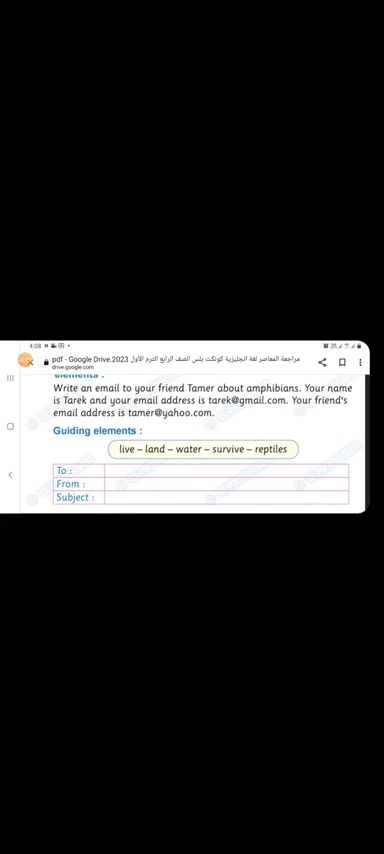 4:08
مراجعة المعاصر لغة انجليزية كونكت بلس الصف الرابع الترم الأول 2023.pdf - Google Drive
drive.google.com
elements :
Write an email to your friend Tamer about amphibians. Your name
is Tarek and your email address is tarek@gmail.com. Your friend's
email address is tamer@yahoo.com.
Guiding elements :
live – land – water – survive – reptiles
To :
From :
Subject :